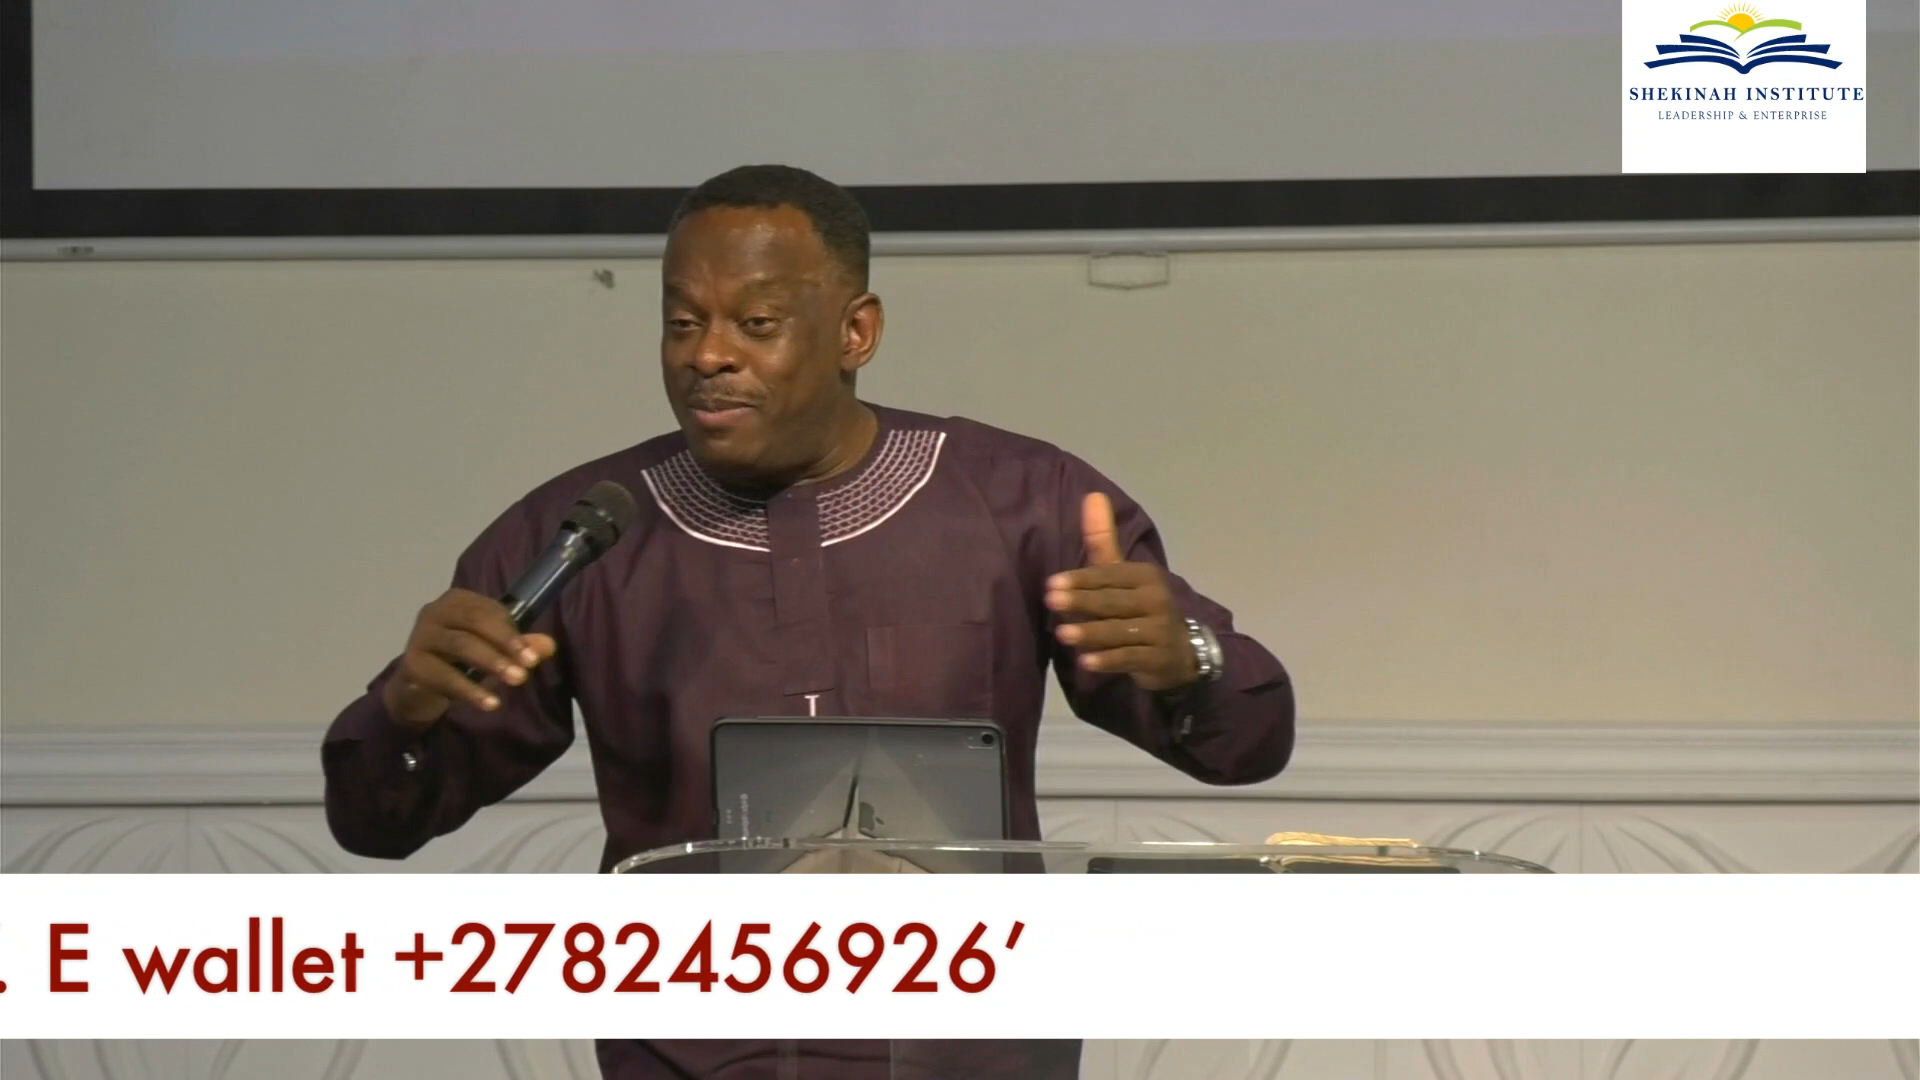 SHEKINAH INSTITUTE
LEADERSHIP & ENTERPRISE
. E wallet +2782456926’